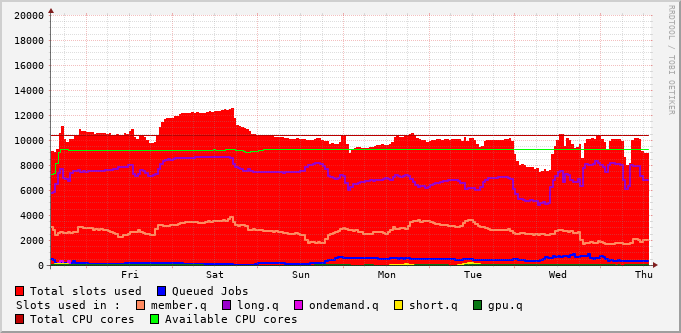 20000
18000
16000
14000
12000
10000
8000
6000
4000
2000
0
Fri Sat Sun Mon Tue Wed Thu
RRDTOOL / TOBI OETIKER
Total slots used Queued Jobs
Slots used in : member.q long.q ondemand.q short.q gpu.q
Total CPU cores Available CPU cores